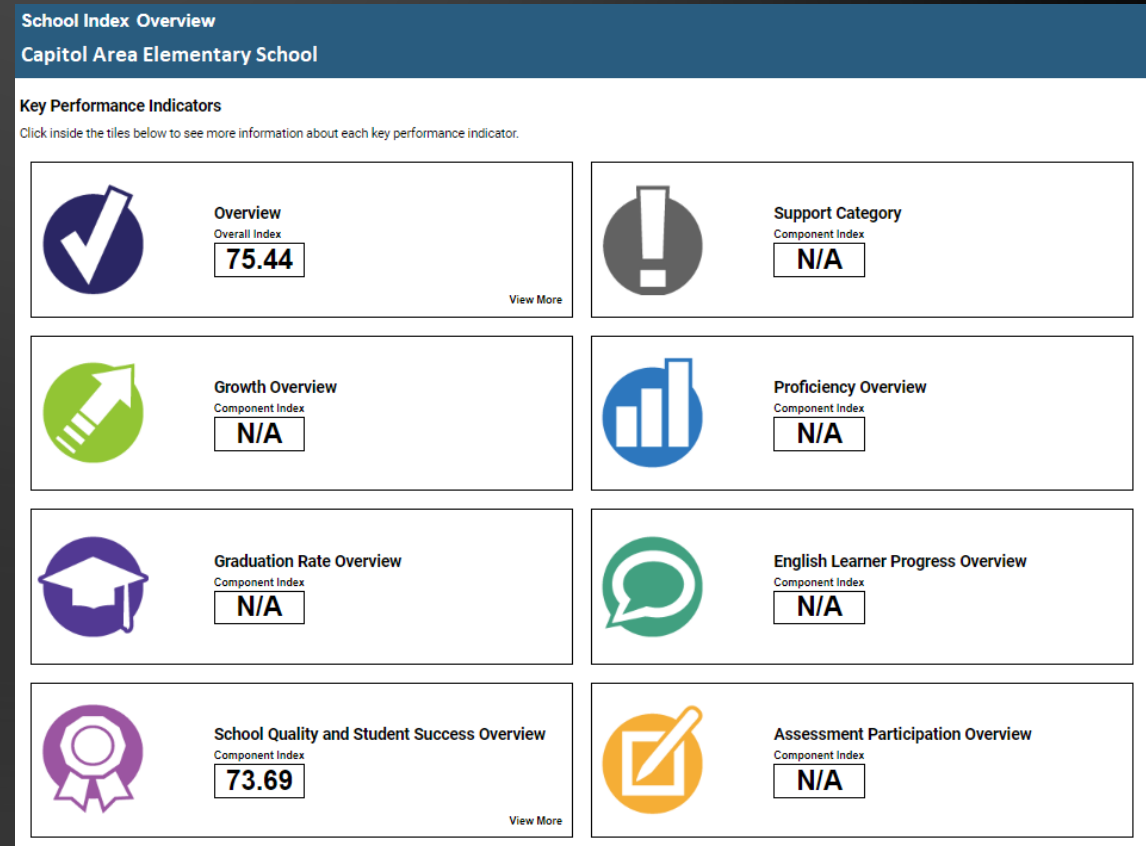 School Index Overview
Capitol Area Elementary School
Key Performance Indicators
Click inside the tiles below to see more information about each key performance indicator.
Overview
Overall Index
75.44
View More
Support Category
Component Index
N/A
Growth Overview
Component Index
N/A
Proficiency Overview
Component Index
N/A
Graduation Rate Overview
Component Index
N/A
English Learner Progress Overview
Component Index
N/A
School Quality and Student Success Overview
Component Index
73.69
View More
Assessment Participation Overview
Component Index
N/A